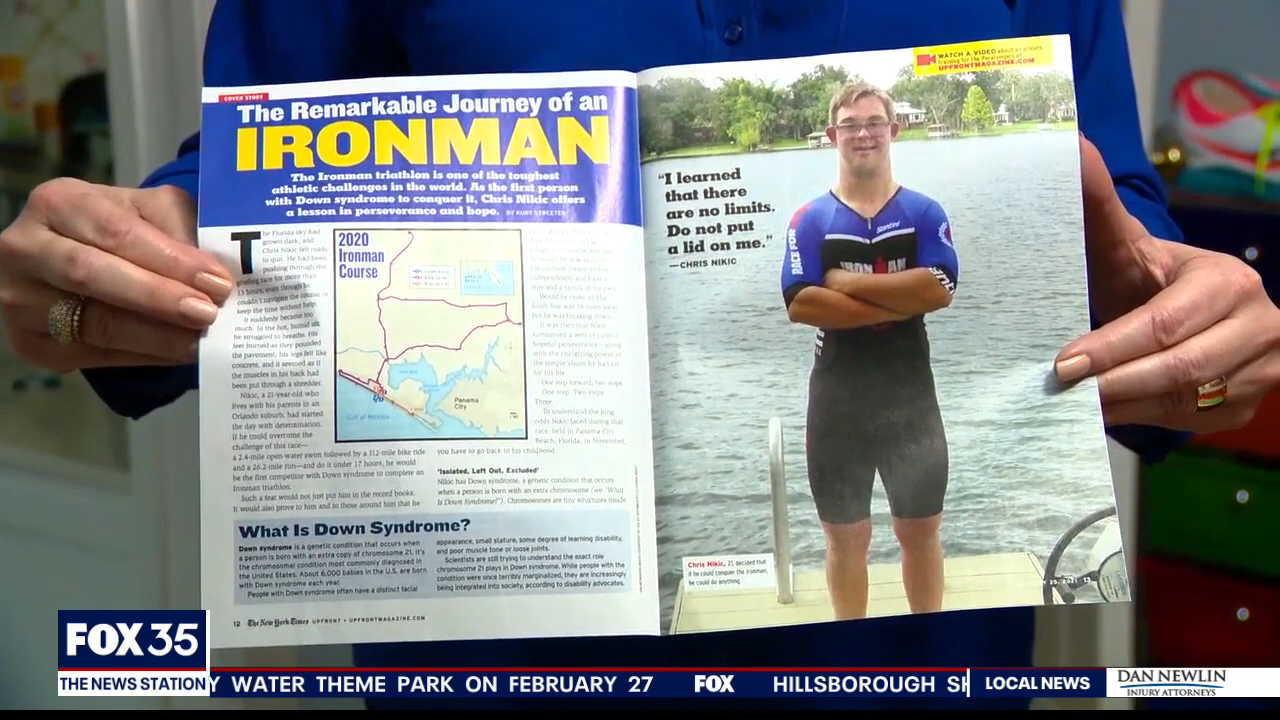 COVER STORY
The Remarkable Journey of an
IRONMAN
The Ironman triathlon is one of the toughest
athletic challenges in the world. As the first person
with Down syndrome to conquer it, Chris Nikic offers
a lesson in perseverance and hope. BY KURT STREETER
The Florida sky had
grown dark, and
Chris Nikic felt ready
to quit. He had been
pushing through the
grueling race for more than
13 hours, even though he
couldn't navigate the course or
keep the time without help.
It suddenly became too
much. In the hot, humid air,
he struggled to breathe. His
feet burned as they pounded
the pavement, his legs felt like
concrete, and it seemed as if
the muscles in his back had
been put through a shredder.
Nikic, a 21-year-old who
lives with his parents in an
Orlando suburb, had started
the day with determination.
If he could overcome the
challenge of this race—
a 2.4-mile open-water swim followed by a 112-mile bike ride
and a 26.2-mile run—and do it under 17 hours, he would
be the first competitor with Down syndrome to complete an
Ironman triathlon.
Such a feat would not just put him in the record books.
It would also prove to him and to those around him that he
2020
Ironman
Course
Panama
City
Gulf of Mexico
Would he make it? The
finish line was 16 miles away,
but he was breaking down.
It was then that Nikic
summoned a well of patient,
hopeful perseverance—along
with the energizing power of
the simple vision he had set
for his life.
One step forward, two steps.
One step. Two steps.
Three.
To understand the long
odds Nikic faced during that
race, held in Panama City
Beach, Florida, in November,
you have to go back to his childhood.
'Isolated, Left Out, Excluded'
Nikic has Down syndrome, a genetic condition that occurs
when a person is born with an extra chromosome (see "What
Is Down Syndrome?"). Chromosomes are tiny structures inside
What Is Down Syndrome?
Down syndrome is a genetic condition that occurs when
a person is born with an extra copy of chromosome 21. It's
the chromosomal condition most commonly diagnosed in
the United States. About 6,000 babies in the U.S. are born
with Down syndrome each year.
People with Down syndrome often have a distinct facial
appearance, small stature, some degree of learning disability,
and poor muscle tone or loose joints.
Scientists are still trying to understand the exact role
chromosome 21 plays in Down syndrome. While people with the
condition were once terribly marginalized, they are increasingly
being integrated into society, according to disability advocates.
12 The New York Times UPFRONT • UPFRONTMAGAZINE.COM
WATCH A VIDEO about an athlete
training for the Paralympics at
UPFRONTMAGAZINE.COM
"I learned
that there
are no limits.
Do not put
a lid on me."
—CHRIS NIKIC
RACE FOR
IRONMAN
Chris Nikic, 21, decided that
if he could conquer the Ironman,
he could do anything.
13
FOX 35
THE NEWS STATION
Y WATER THEME PARK ON FEBRUARY 27 FOX HILLSBOROUGH SH
LOCAL NEWS
DAN NEWLIN
INJURY ATTORNEYS